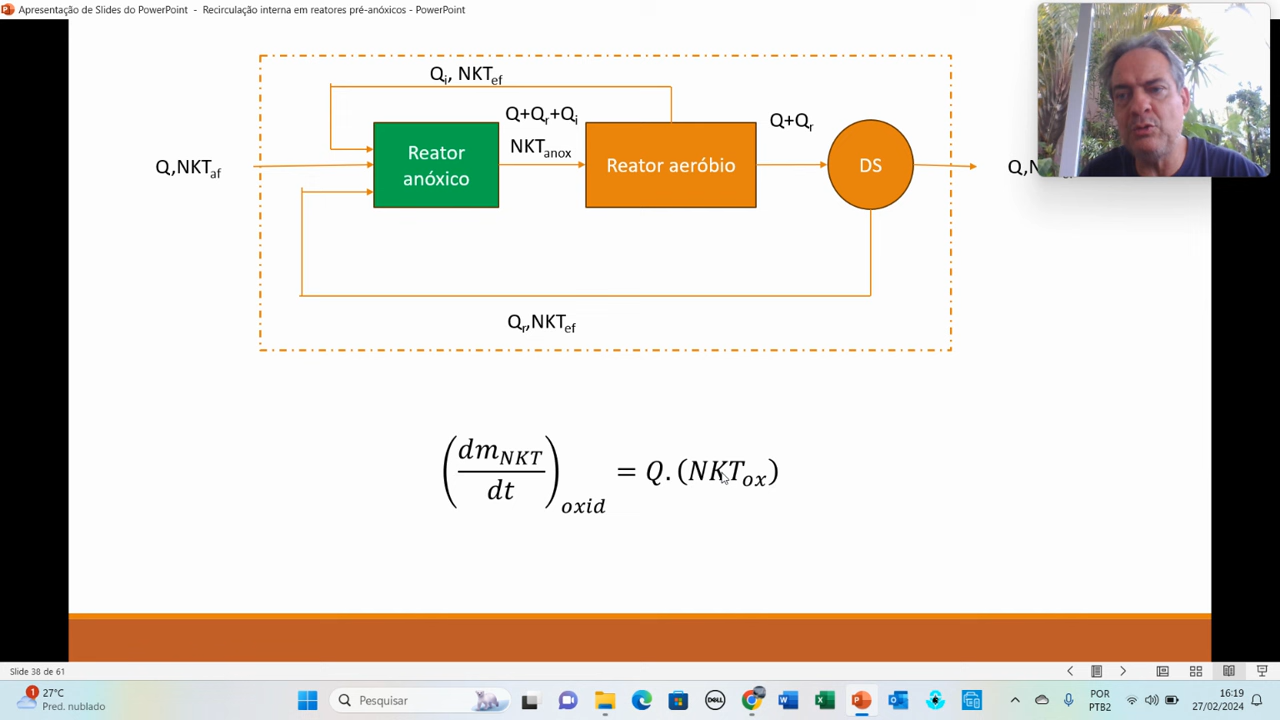 Apresentação de Slides do PowerPoint - Recirculação interna em reatores pré-anóxicos - PowerPoint
Qi, NKTef
Q+Qr+Qi
NKTanox
Q+Qr
Q,NKTaf
Reator
anóxico
Reator aeróbio
DS
Qr,NKTef
(dmNKT/dt)oxid = Q.(NKTox)
Slide 38 de 61
27°C
Pred. nublado
1
Pesquisar
DELL
POR
PTB2
16:19
27/02/2024